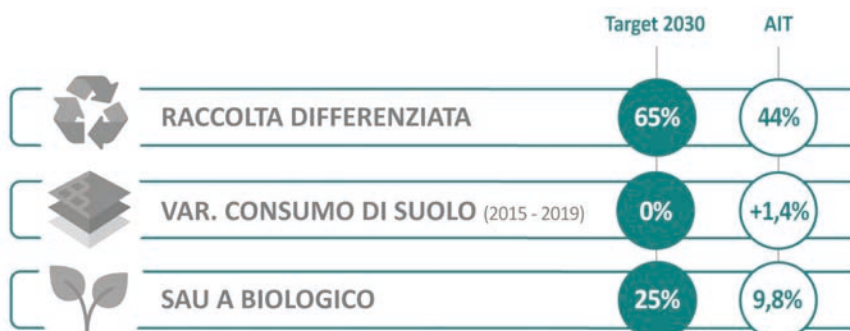 Target 2030 AIT
RACCOLTA DIFFERENZIATA 65% 44%
VAR. CONSUMO DI SUOLO (2015 - 2019) 0% +1,4%
SAU A BIOLOGICO 25% 9,8%